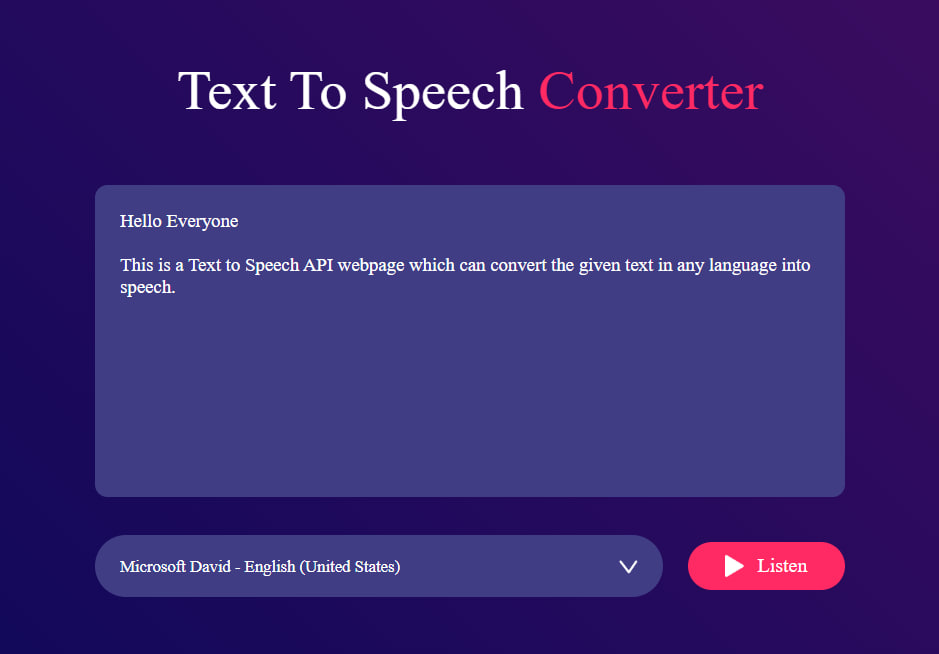 Text To Speech Converter
Hello Everyone
This is a Text to Speech API webpage which can convert the given text in any language into
speech.
Microsoft David - English (United States)
Listen